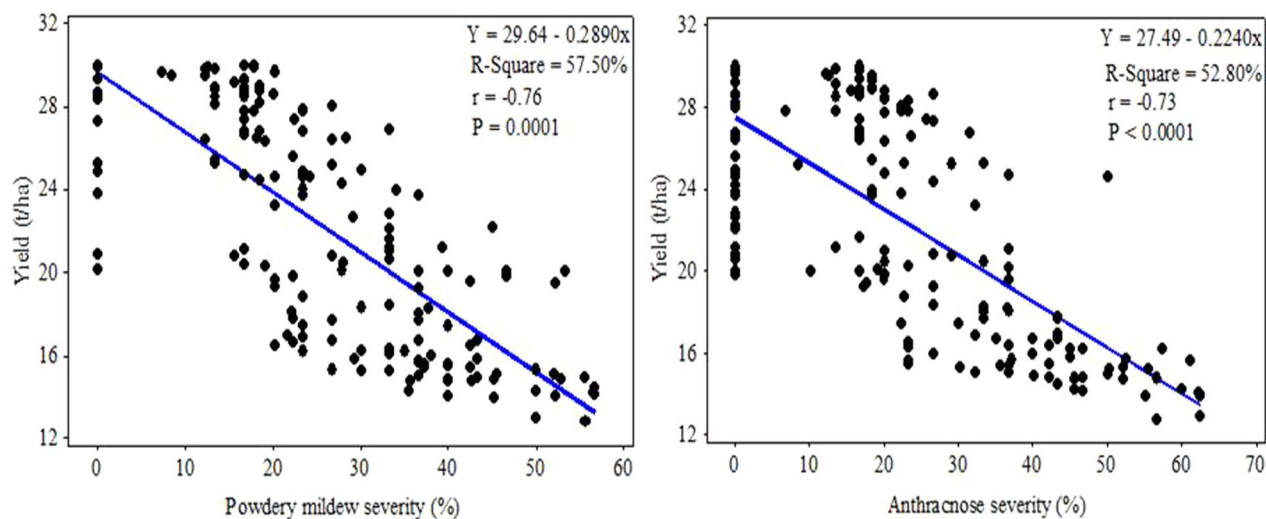 Y = 29.64 - 0.2890x
R-Square = 57.50%
r = -0.76
P = 0.0001
32
28
24
20
16
12
Yield (t/ha)
0 10 20 30 40 50 60
Powdery mildew severity (%)
Y = 27.49 - 0.2240x
R-Square = 52.80%
r = -0.73
P < 0.0001
32
28
24
20
16
12
Yield (t/ha)
0 10 20 30 40 50 60 70
Anthracnose severity (%)